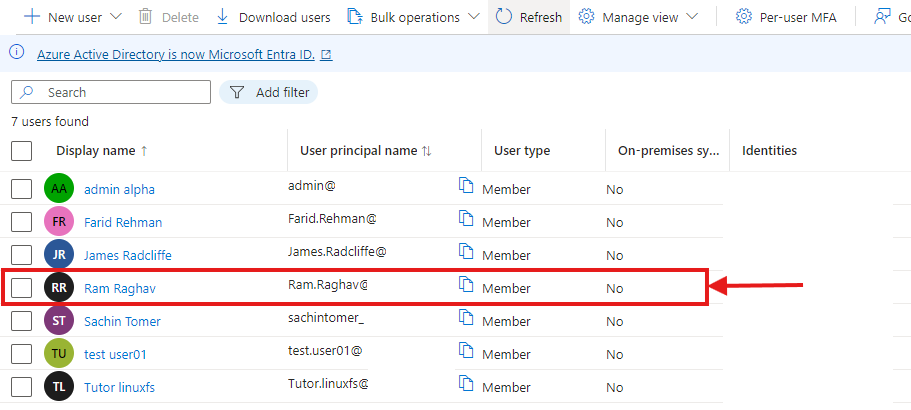 New user Delete Download users Bulk operations Refresh Manage view Per-user MFA Go
Azure Active Directory is now Microsoft Entra ID.
Search Add filter
7 users found
Display name User principal name User type On-premises sy... Identities
AA admin alpha admin@ Member No
FR Farid Rehman Farid.Rehman@ Member No
JR James Radcliffe James.Radcliffe@ Member No
RR Ram Raghav Ram.Raghav@ Member No
ST Sachin Tomer sachintomer_ Member No
TU test user01 test.user01@ Member No
TL Tutor linuxfs Tutor.linuxfs@ Member No